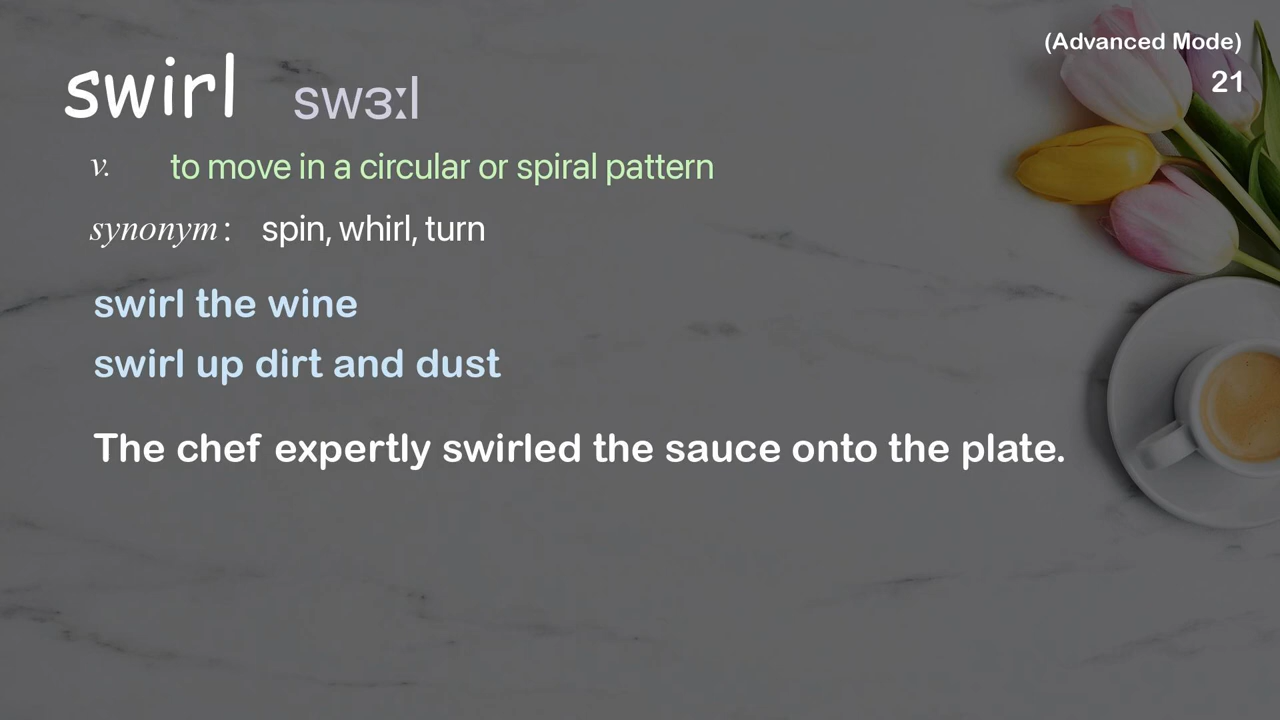 (Advanced Mode)
21
swirl swɜːl
v. to move in a circular or spiral pattern
synonym : spin, whirl, turn
swirl the wine
swirl up dirt and dust
The chef expertly swirled the sauce onto the plate.